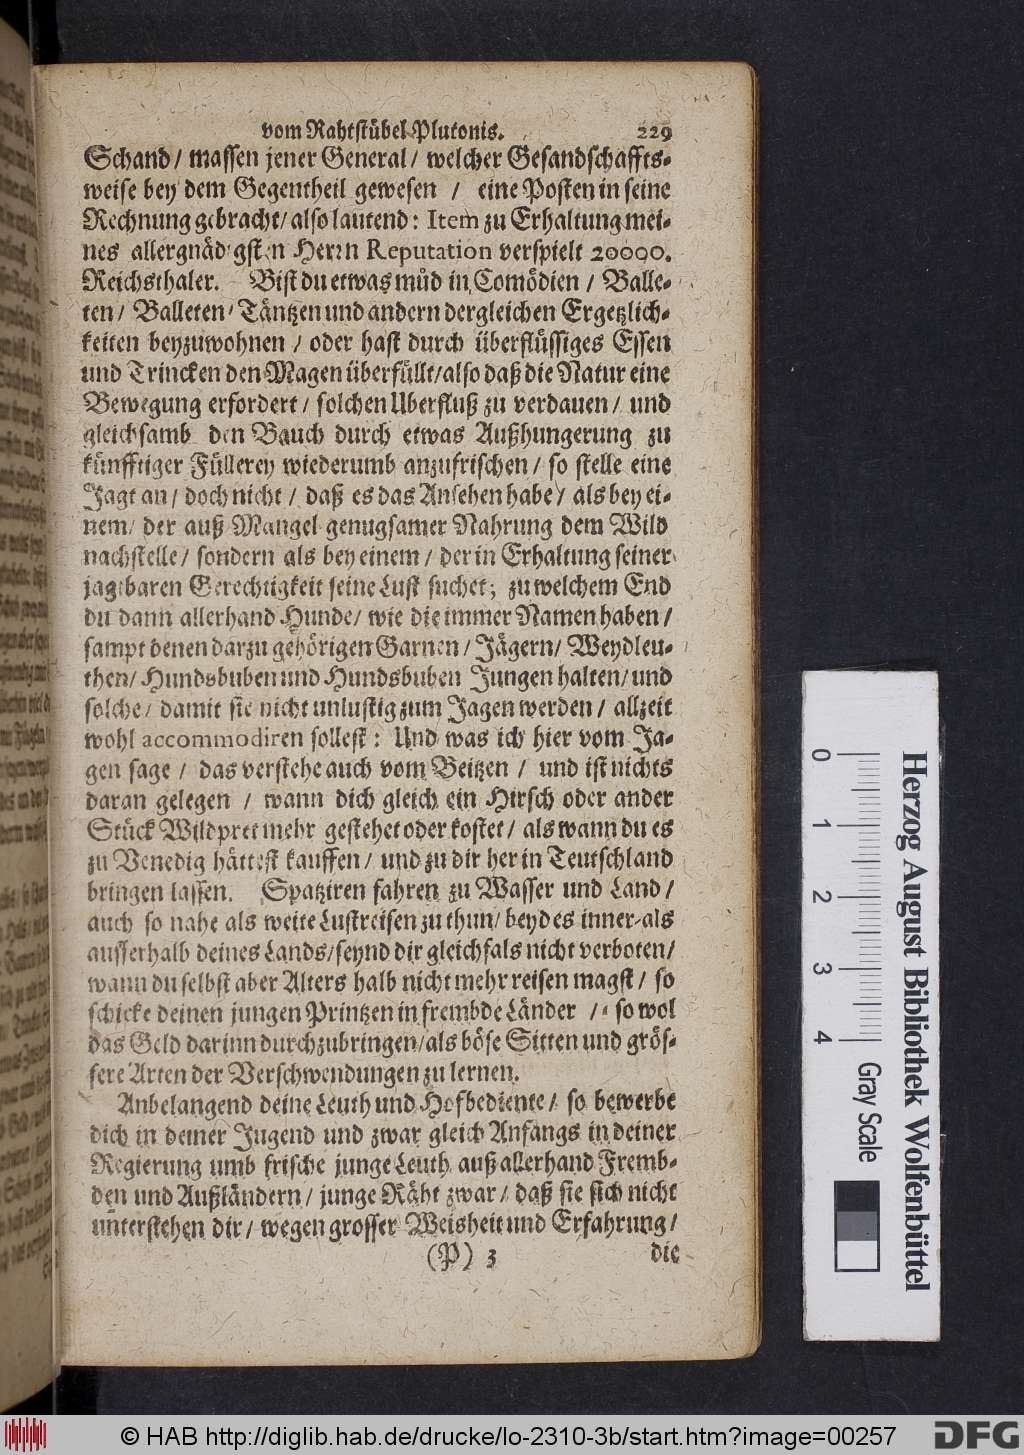 vom Rahtstübel Plutonis. 229
Schand / massen jener General / welcher Gesandschaffts-
weise bey dem Gegentheil gewesen / eine Posten in seine
Rechnung gebracht / also lautend: Item zu Erhaltung mei-
nes allergnädigsten Herrn Reputation verspielt 20000.
Reichsthaler. Bist du etwas müd in Comödien / Balle-
ten / Balleten / Täntzen und andern dergleichen Ergetzlich-
keiten beyzuwohnen / oder hast durch überflüssiges Essen
und Trincken den Magen überfüllt / also daß die Natur eine
Bewegung erfordert / solchen Uberfluß zu verdauen / und
gleichsamb den Bauch durch etwas Außhungerung zu
künfftiger Füllerey wiederumb anzufrischen / so stelle eine
Jagt an / doch nicht / daß es das Ansehen habe / als bey ei-
nem / der auß Mangel genugsamer Nahrung dem Wild
nachstelle / sondern als bey einem / der in Erhaltung seiner
jagtbaren Gerechtigkeit seine Lust suchet; zu welchem End
du dann allerhand Hunde / wie die immer Namen haben /
sampt denen darzu gehörigen Garnen / Jägern / Weydleu-
then / Hundsbuben und Hundsbuben Jungen halten / und
solche / damit sie nicht unlustig zum Jagen werden / allzeit
wohl accommodiren sollest: Und was ich hier vom Ja-
gen sage / das verstehe auch vom Beitzen / und ist nichts
daran gelegen / wann dich gleich ein Hirsch oder ander
Stück Wildpret mehr gestehet oder kostet / als wann du es
zu Venedig hättest kauffen / und zu dir her in Teutschland
bringen lassen. Spatziren fahren zu Wasser und Land /
auch so nahe als weite Lustreisen zu thun / beydes inner-als
ausserhalb deines Lands / seynd dir gleichfals nicht verboten /
wann du selbst aber Alters halb nicht mehr reisen magst / so
schicke deinen jungen Printzen in frembde Länder / so wol
das Geld darinn durchzubringen / als böse Sitten und grös-
sere Arten der Verschwendungen zu lernen.
Anbelangend deine Leuth und Hofbediente / so bewerbe
dich in deiner Jugend und zwar gleich Anfangs in deiner
Regierung umb frische junge Leuth auß allerhand Fremb-
den und Außländern / junge Räht zwar / daß sie sich nicht
unterstehen dir / wegen grosser Weisheit und Erfahrung /
(P) 3 die
0 1 2 3 4 Gray Scale
Herzog August Bibliothek Wolfenbüttel
© HAB http://diglib.hab.de/drucke/lo-2310-3b/start.htm?image=00257
DFG